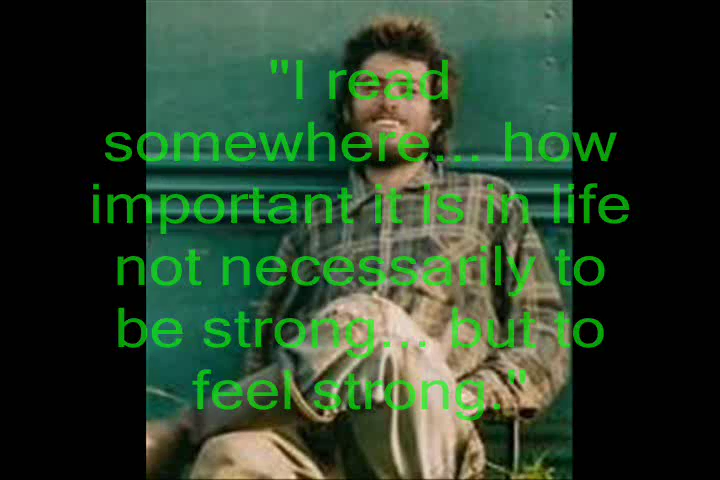 "I read
somewhere... how
important it is in life
not necessarily to
be strong... but to
feel strong."